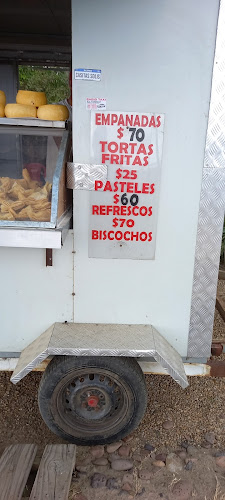 EMPANADAS
$ 70
TORTAS
FRITAS
$25
PASTELES
$60
REFRESCOS
$70
BISCOCHOS